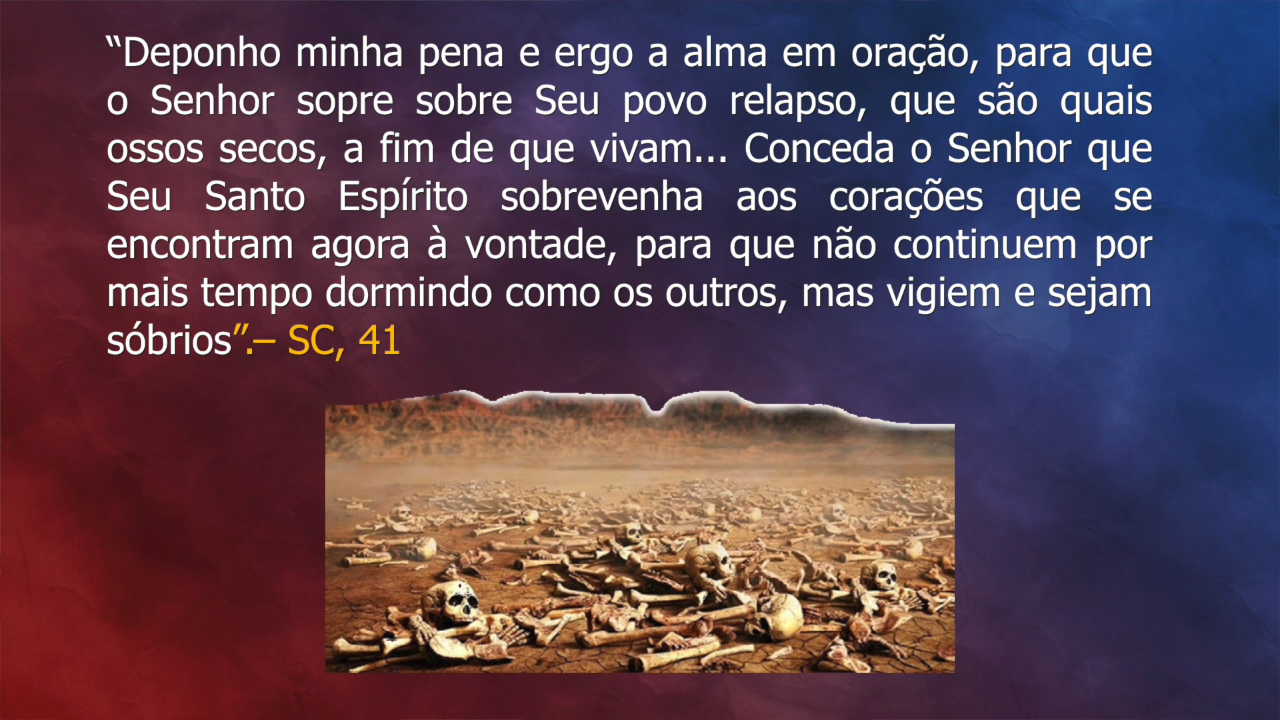 “Deponho minha pena e ergo a alma em oração, para que
o Senhor sopre sobre Seu povo relapso, que são quais
ossos secos, a fim de que vivam... Conceda o Senhor que
Seu Santo Espírito sobrevenha aos corações que se
encontram agora à vontade, para que não continuem por
mais tempo dormindo como os outros, mas vigiem e sejam
sóbrios”.– SC, 41